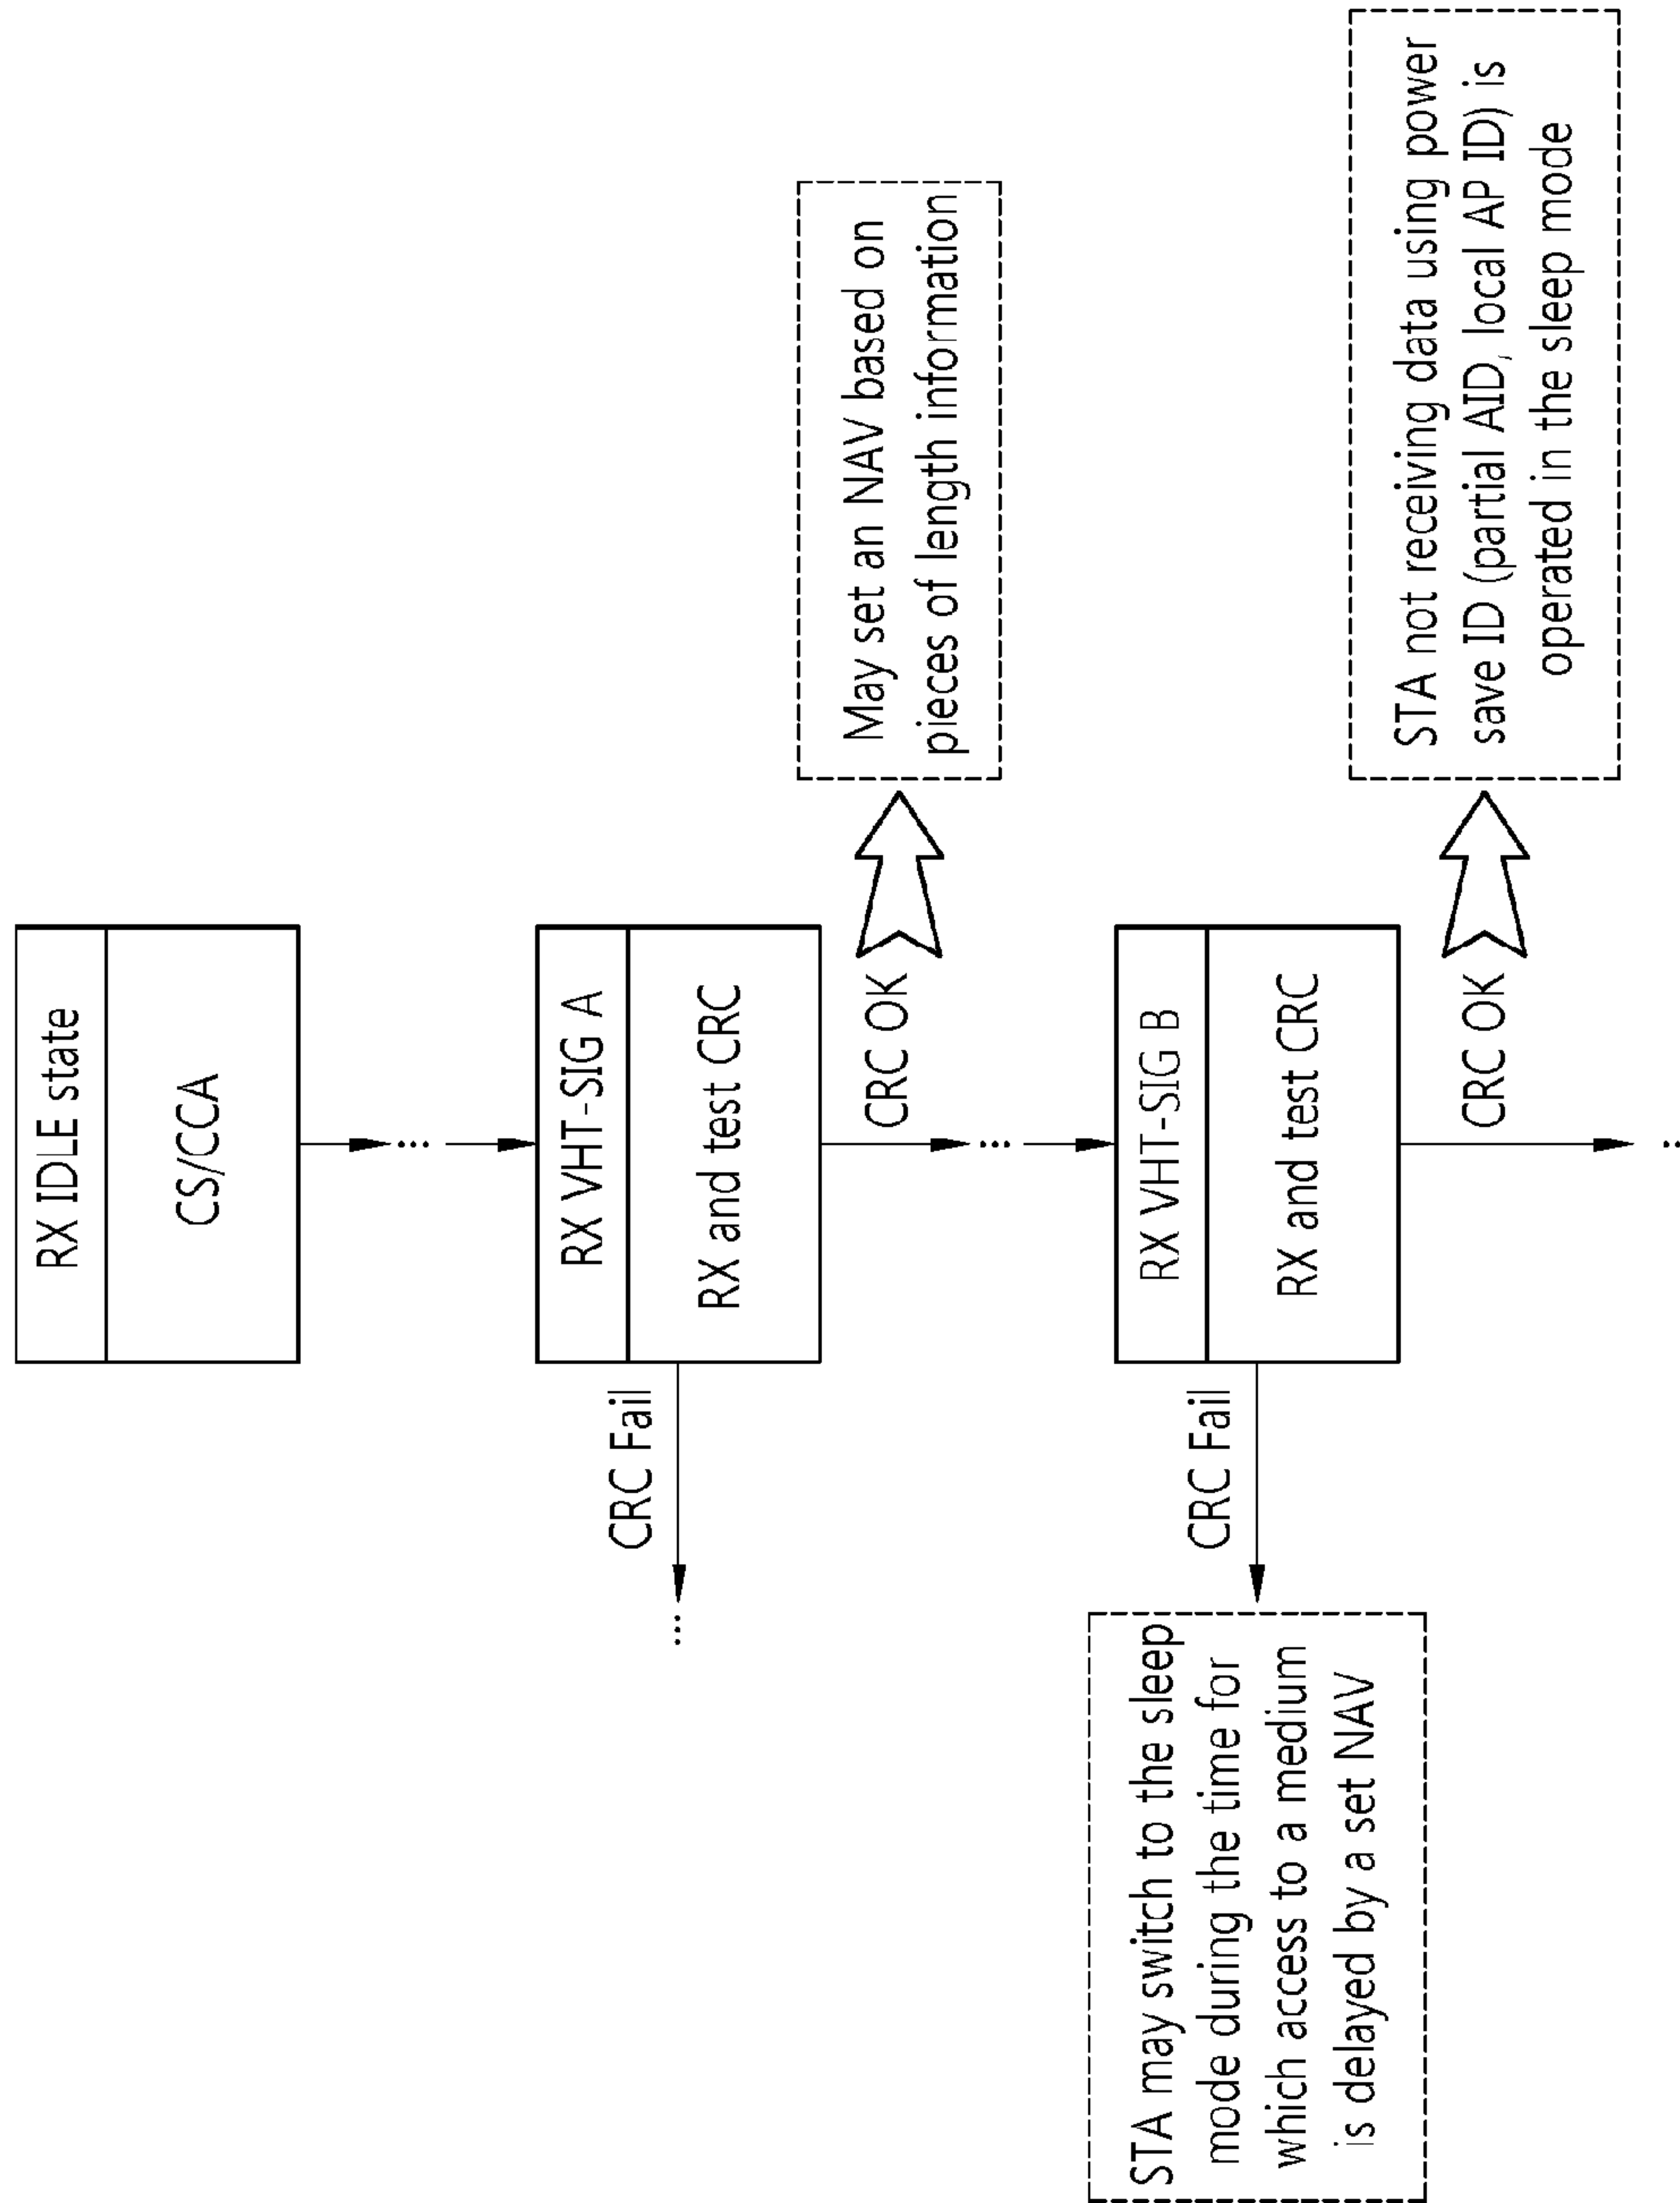 RX IDLE state
CS/CCA
...
RX VHT-SIG A
RX and test CRC
CRC Fail
...
CRC OK
May set an NAV based on
pieces of length information
...
RX VHT-SIG B
RX and test CRC
CRC Fail
STA may switch to the sleep
mode during the time for
which access to a medium
is delayed by a set NAV
CRC OK
STA not receiving data using power
save ID (partial AID, local AP ID) is
operated in the sleep mode
...